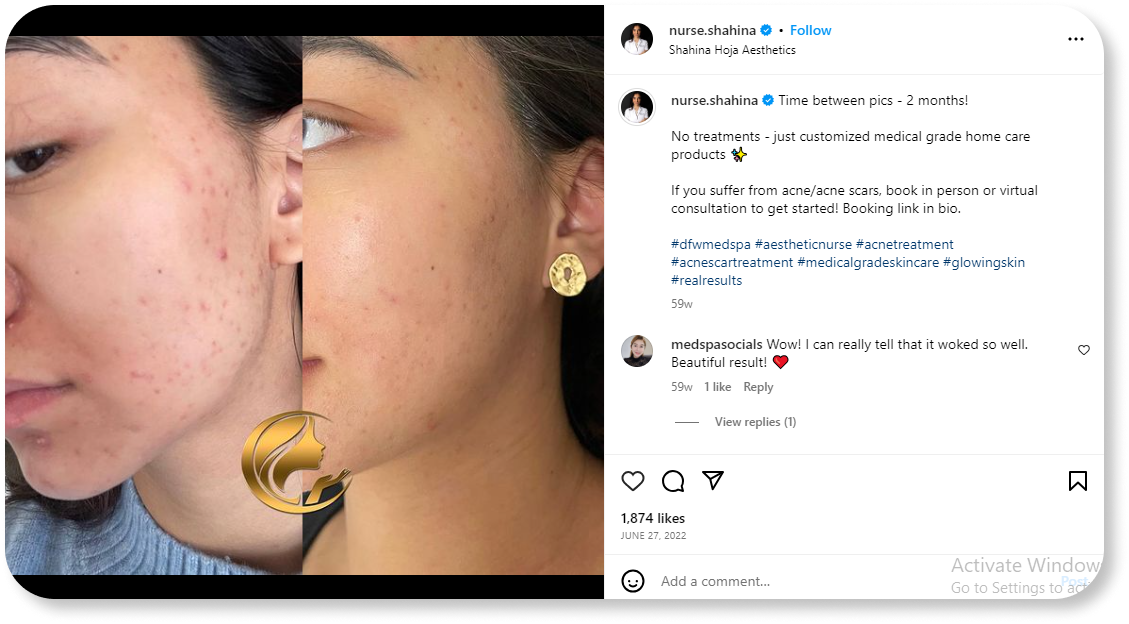 nurse.shahina • Follow
Shahina Hoja Aesthetics
nurse.shahina Time between pics - 2 months!
No treatments - just customized medical grade home care
products ✨
If you suffer from acne/acne scars, book in person or virtual
consultation to get started! Booking link in bio.
#dfwmedspa #aestheticnurse #acnetreatment
#acnescartreatment #medicalgradeskincare #glowingskin
#realresults
59w
medspasocials Wow! I can really tell that it woked so well.
Beautiful result! ❤️
59w 1 like Reply
View replies (1)
1,874 likes
JUNE 27, 2022
Add a comment...
Post
Activate Window
Go to Settings to act